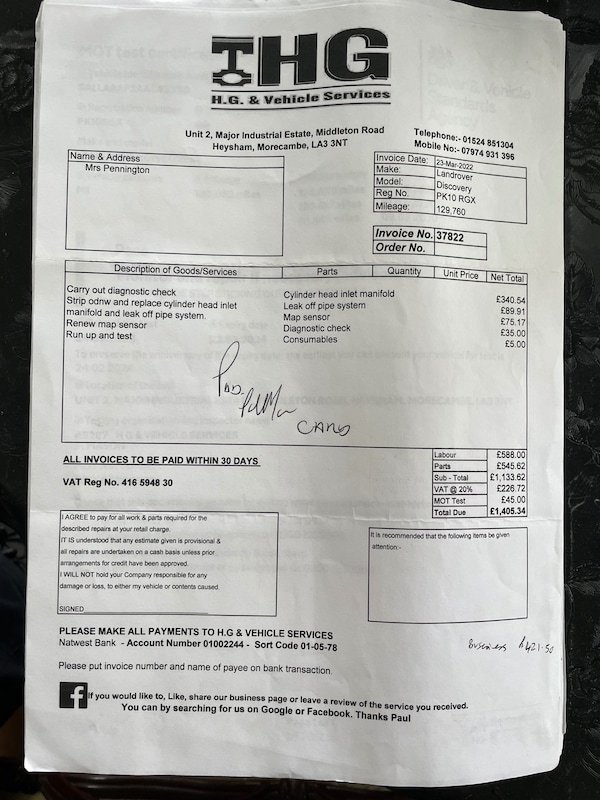 THG
H.G. & Vehicle Services
Unit 2, Major Industrial Estate, Middleton Road
Heysham, Morecambe, LA3 3NT
Telephone:- 01524 851304
Mobile No:- 07974 931 396
Name & Address
Mrs Pennington
Invoice Date: 23-Mar-2022
Make: Landrover
Model: Discovery
Reg No. PK10 RGX
Mileage: 129,760
Invoice No. 37822
Order No.
Description of Goods/Services Parts Quantity Unit Price Net Total
Carry out diagnostic check Cylinder head inlet manifold £340.54
Strip odnw and replace cylinder head inlet Leak off pipe system £89.91
manifold and leak off pipe system. Map sensor £75.17
Renew map sensor Diagnostic check £35.00
Run up and test Consumables £5.00
CARD
ALL INVOICES TO BE PAID WITHIN 30 DAYS
VAT Reg No. 416 5948 30
Labour £588.00
Parts £545.62
Sub - Total £1,133.62
VAT @ 20% £226.72
MOT Test £45.00
Total Due £1,405.34
I AGREE to pay for all work & parts required for the
described repairs at your retail charge.
IT IS understood that any estimate given is provisional &
all repairs are undertaken on a cash basis unless prior
arrangements for credit have been approved.
I WILL NOT hold your Company responsible for any
damage or loss, to either my vehicle or contents caused.
SIGNED
It is recommended that the following items be given
attention:-
PLEASE MAKE ALL PAYMENTS TO H.G & VEHICLE SERVICES
Natwest Bank - Account Number 01002244 - Sort Code 01-05-78
Business £421.50
Please put invoice number and name of payee on bank transaction.
If you would like to, Like, share our business page or leave a review of the service you received.
You can by searching for us on Google or Facebook. Thanks Paul